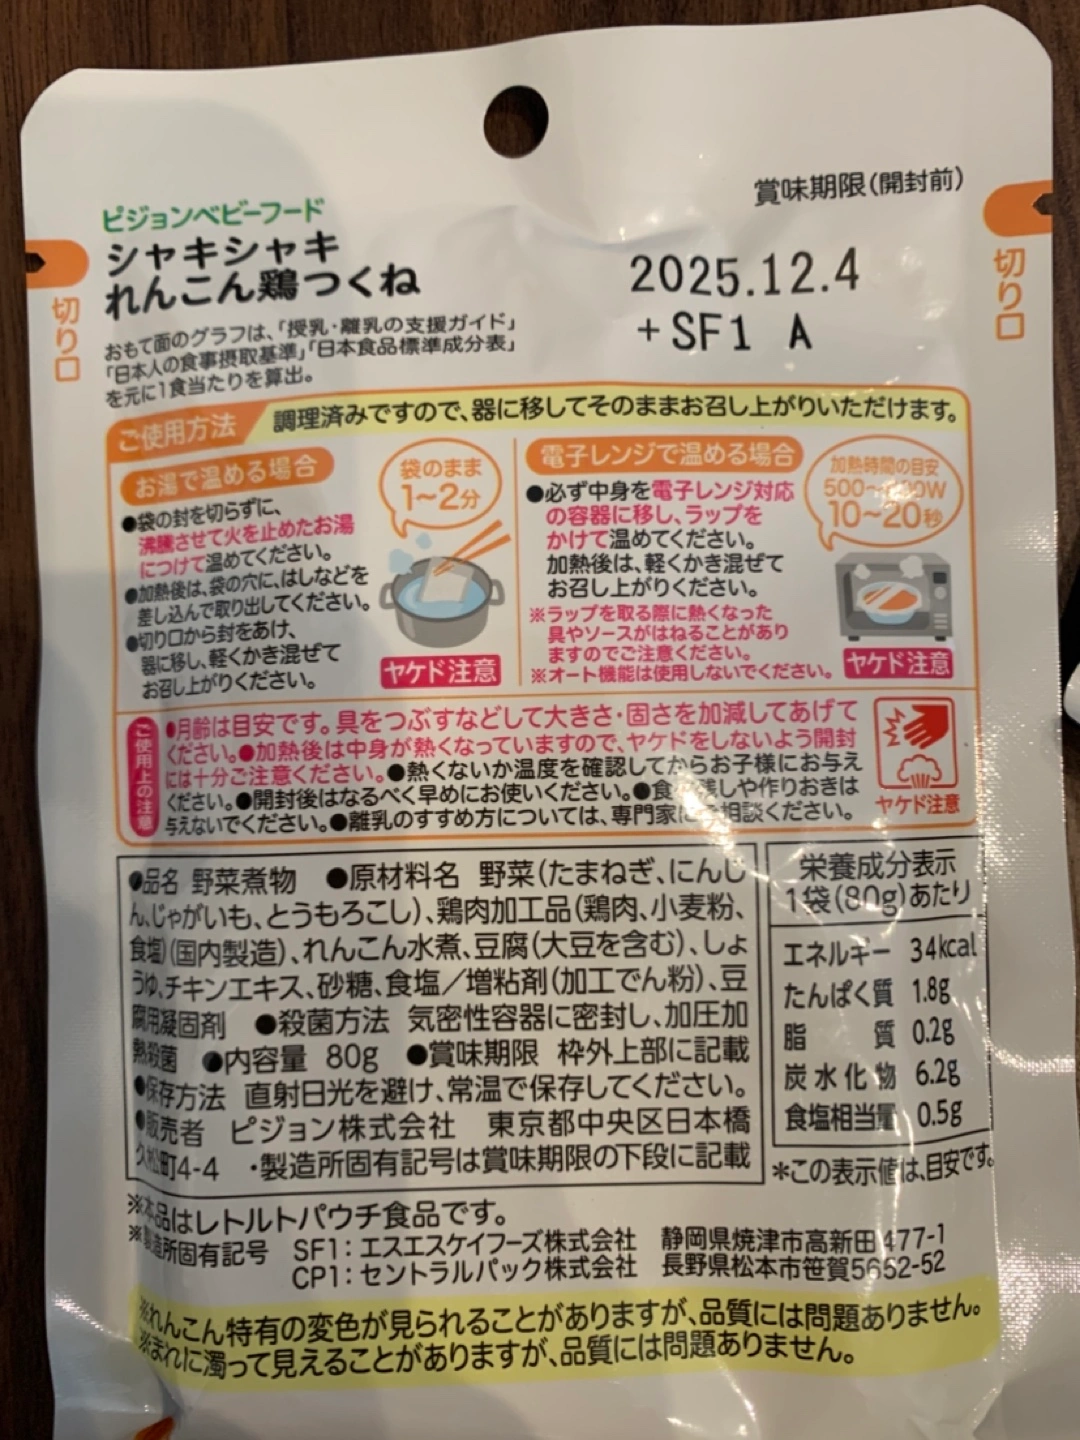 賞味期限(開封前)
ピジョンベビーフード
シャキシャキ
れんこん鶏つくね
2025.12.4
+SF1 A
切り口
切り口
おもて面のグラフは、「授乳・離乳の支援ガイド」
「日本人の食事摂取基準」「日本食品標準成分表」
を元に1食当たりを算出。
ご使用方法 調理済みですので、器に移してそのままお召し上がりいただけます。
お湯で温める場合
袋のまま
1〜2分
●袋の封を切らずに、
沸騰させて火を止めたお湯
につけて温めてください。
●加熱後は、袋の穴に、はしなどを
差し込んで取り出してください。
●切り口から封をあけ、
器に移し、軽くかき混ぜて
お召し上がりください。
ヤケド注意
電子レンジで温める場合
加熱時間の目安
500〜 W
10〜20秒
●必ず中身を電子レンジ対応
の容器に移し、ラップを
かけて温めてください。
加熱後は、軽くかき混ぜて
お召し上がりください。
※ラップを取る際に熱くなった
具やソースがはねることがあり
ますのでご注意ください。
※オート機能は使用しないでください。
ヤケド注意
ご使用上の注意
●月齢は目安です。具をつぶすなどして大きさ・固さを加減してあげて
ください。●加熱後は中身が熱くなっていますので、ヤケドをしないよう開封
には十分ご注意ください。●熱くないか温度を確認してからお子様にお与え
ください。●開封後はなるべく早めにお使いください。●食 残しや作りおきは
与えないでください。●離乳のすすめ方については、専門家に 相談ください。
ヤケド注意
●品名 野菜煮物 ●原材料名 野菜(たまねぎ、にんじ
ん、じゃがいも、とうもろこし)、鶏肉加工品(鶏肉、小麦粉、
食塩)(国内製造)、れんこん水煮、豆腐(大豆を含む)、しょ
うゆ、チキンエキス、砂糖、食塩/増粘剤(加工でん粉)、豆
腐用凝固剤 ●殺菌方法 気密性容器に密封し、加圧加
熱殺菌 ●内容量 80g ●賞味期限 枠外上部に記載
●保存方法 直射日光を避け、常温で保存してください。
●販売者 ピジョン株式会社 東京都中央区日本橋
久松町4-4 ・製造所固有記号は賞味期限の下段に記載
栄養成分表示
1袋(80g)あたり
エネルギー 34kcal
たんぱく質 1.8g
脂質 0.2g
炭水化物 6.2g
食塩相当量 0.5g
*この表示値は、目安です。
※本品はレトルトパウチ食品です。
※製造所固有記号 SF1:エスエスケイフーズ株式会社 静岡県焼津市高新田477-1
CP1:セントラルパック株式会社 長野県松本市笹賀5652-52
※れんこん特有の変色が見られることがありますが、品質には問題ありません。
※まれに濁って見えることがありますが、品質には問題ありません。